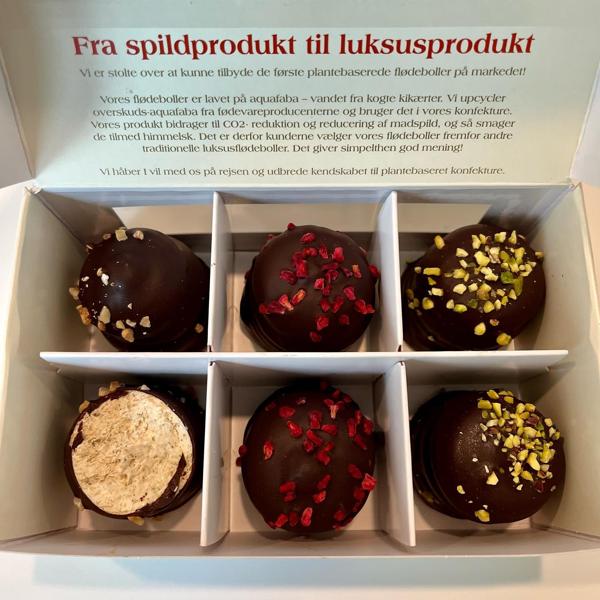 Fra spildprodukt til luksusprodukt
Vi er stolte over at kunne tilbyde de første plantebaserede flødeboller på markedet!
Vores flødeboller er lavet på aquafaba – vandet fra kogte kikærter. Vi upcycler
overskuds-aquafaba fra fødevareproducenterne og bruger det i vores konfekture.
Vores produkt bidrager til CO2- reduktion og reducering af madspild, og så smager
de tilmed himmelsk. Det er derfor kunderne vælger vores flødeboller fremfor andre
traditionelle luksusflødeboller. Det giver simpelthen god mening!
Vi håber I vil med os på rejsen og udbrede kendskabet til plantebaseret konfekture.